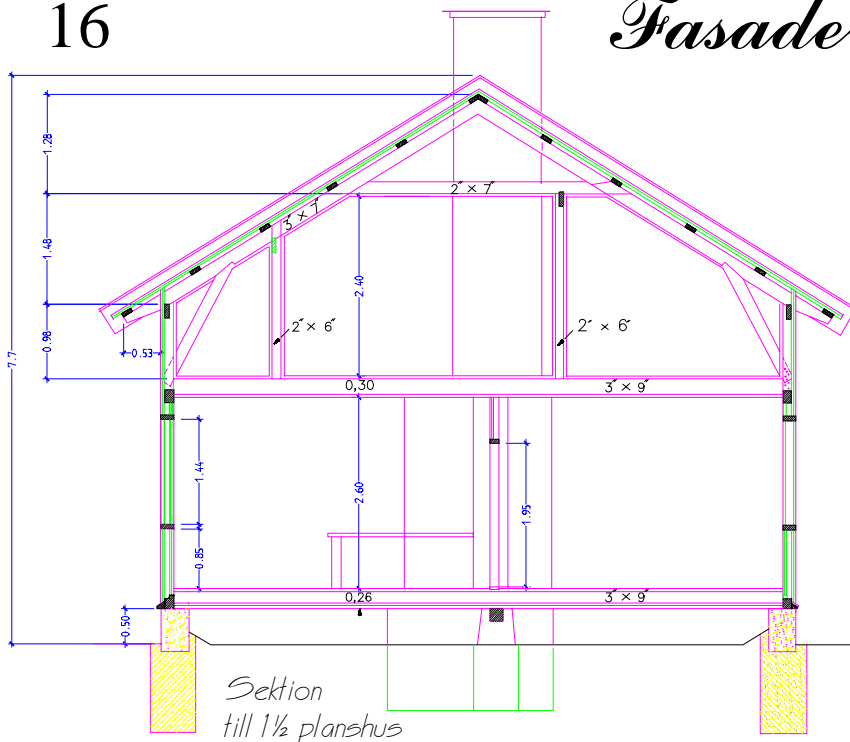 16
Fasade
1.28
2" × 7"
3" × 7"
1.48
2.40
2" × 6"
2" × 6"
0.98
0.53
7.7
0,30
3" × 9"
1.44
2.60
1.95
0.85
0,26
3" × 9"
0.50
Sektion
till 1½ planshus